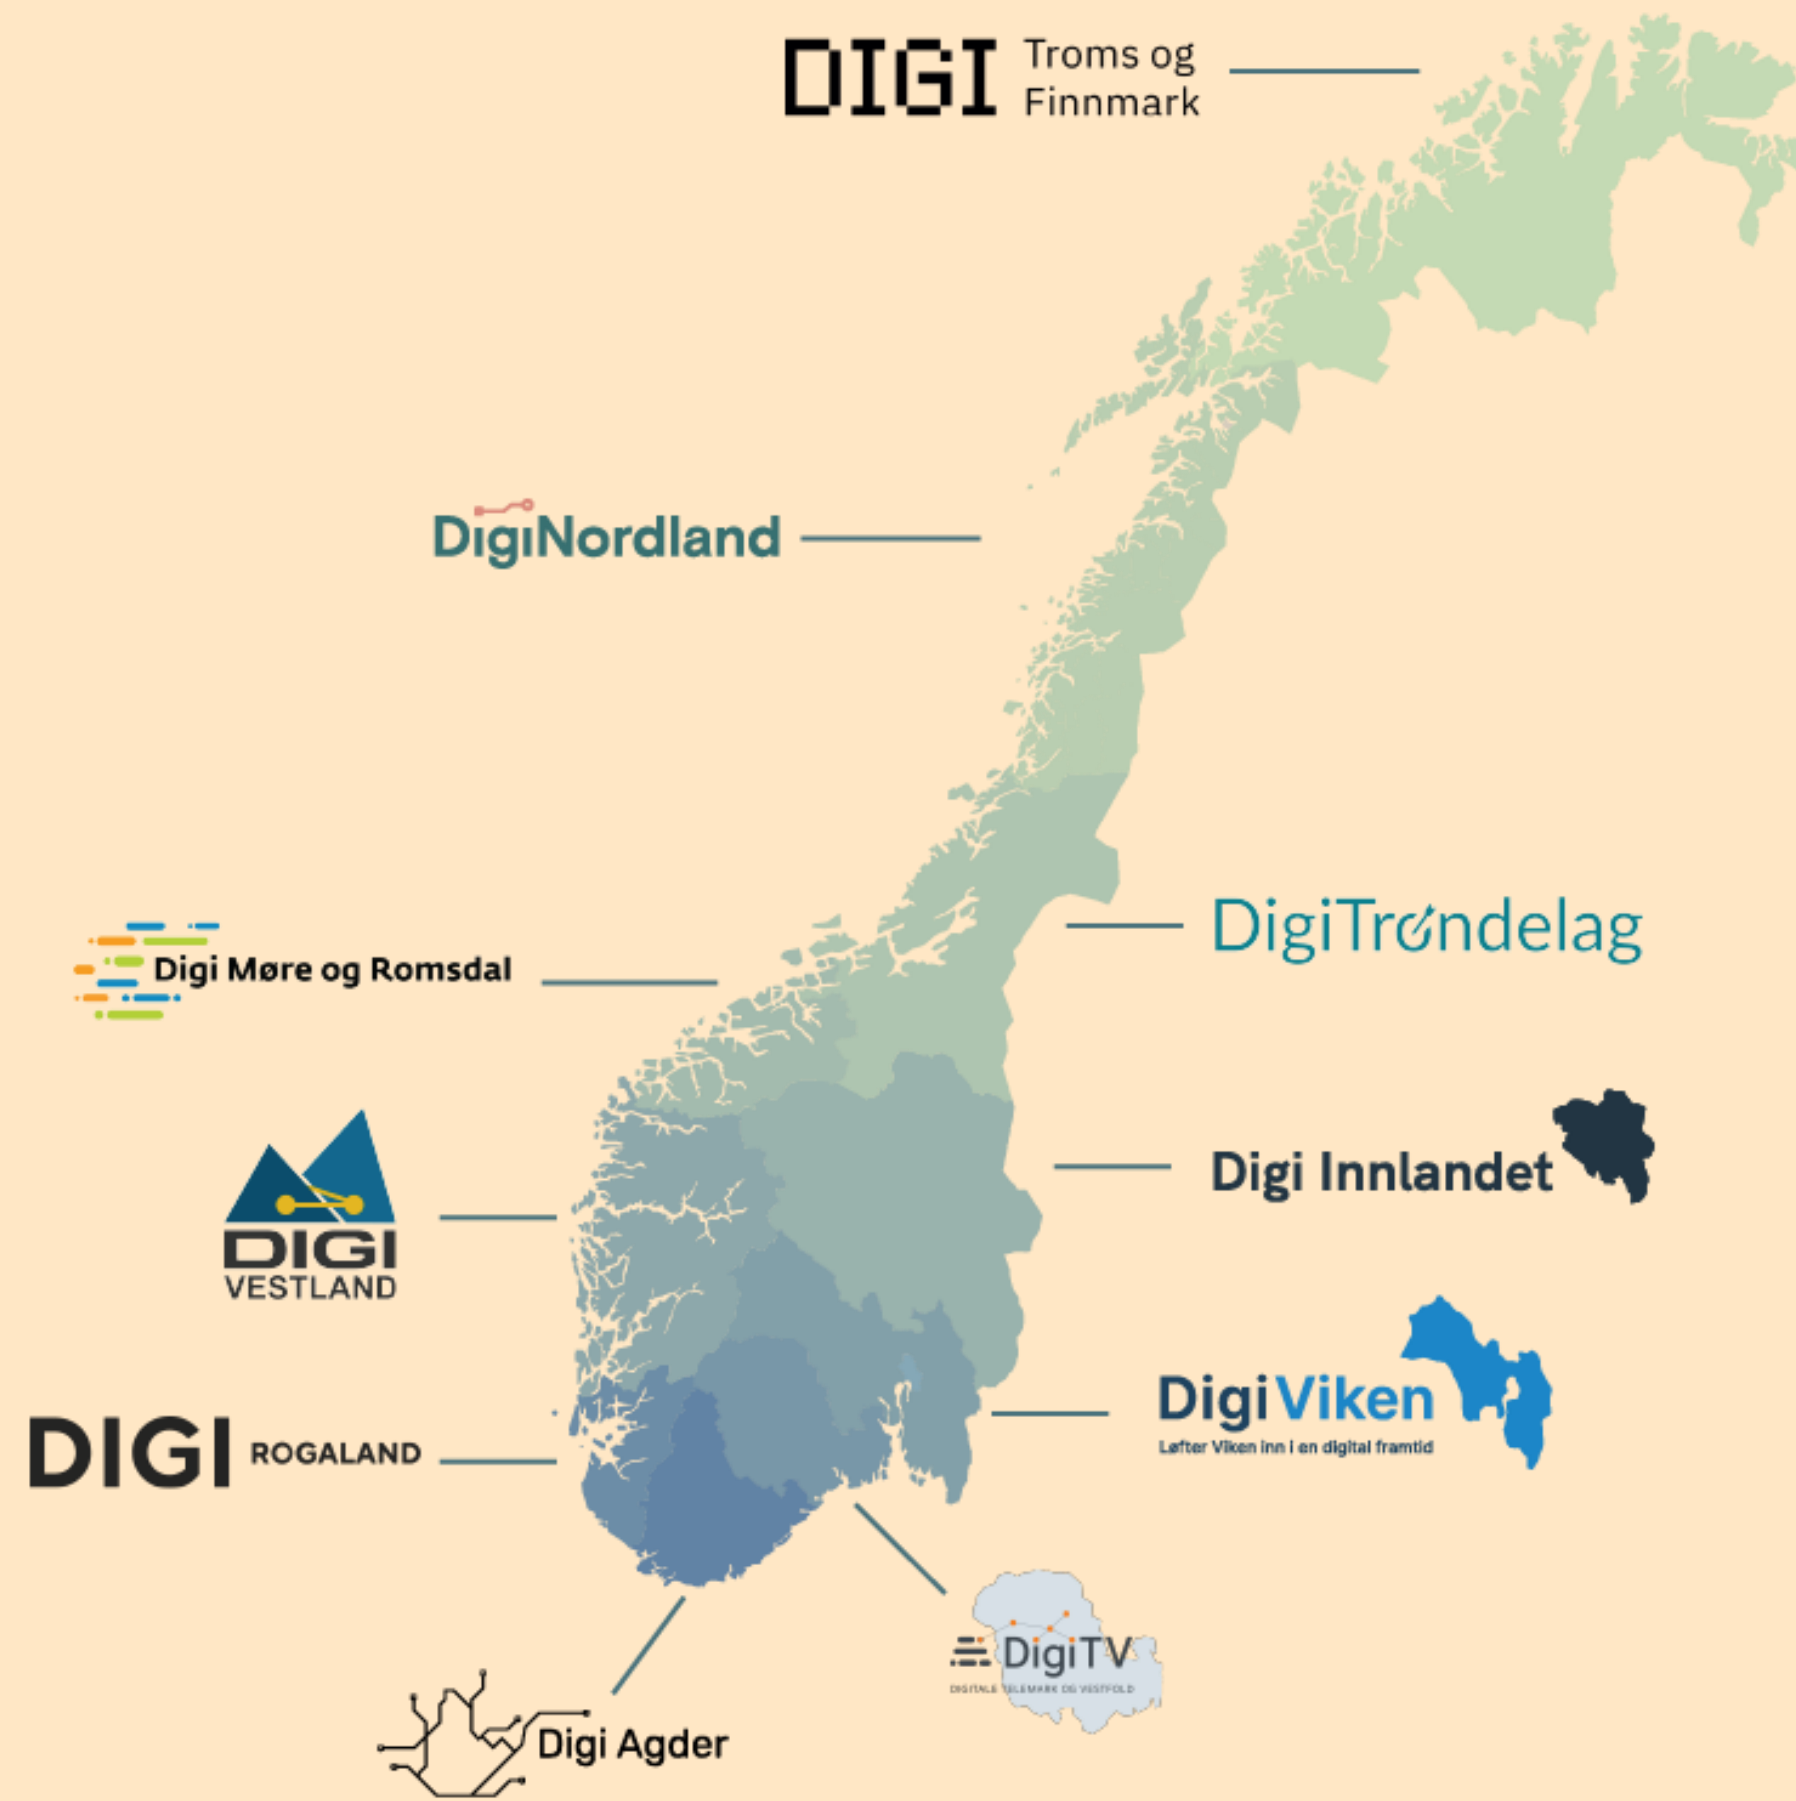 DIGI Troms og
Finnmark
DigiNordland
DigiTrøndelag
Digi Møre og Romsdal
Digi Innlandet
DIGI
VESTLAND
DigiViken
Løfter Viken inn i en digital framtid
DIGI ROGALAND
DigiTV
DIGITALE TELEMARK OG VESTFOLD
Digi Agder